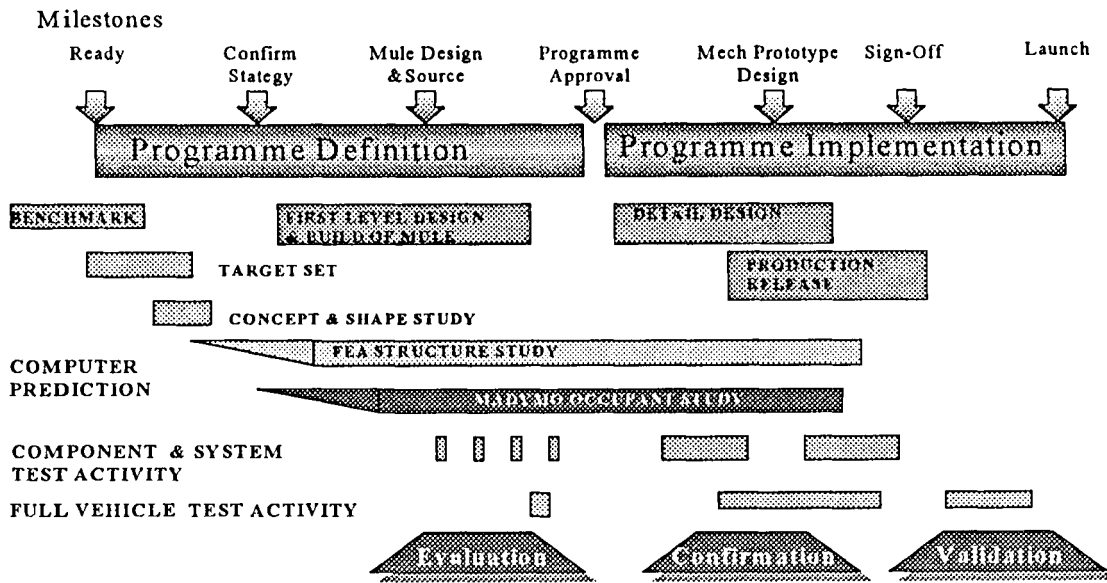 Milestones
Ready
Confirm
Stategy
Mule Design
&Source
Programme
Approval
Mech Prototype
Design
Sign-Off
Launch
Programme Definition
Programme Implementation
BENCHMARK
FIRST LEVEL DESIGN
& BUILD OF MULE
DETAIL DESIGN
TARGET SET
PRODUCTION
RELEASE
CONCEPT & SHAPE STUDY
FEA STRUCTURE STUDY
COMPUTER
PREDICTION
MADYMO OCCUPANT STUDY
COMPONENT & SYSTEM
TEST ACTIVITY
FULL VEHICLE TEST ACTIVITY
Evaluation
Confirmation
Validation